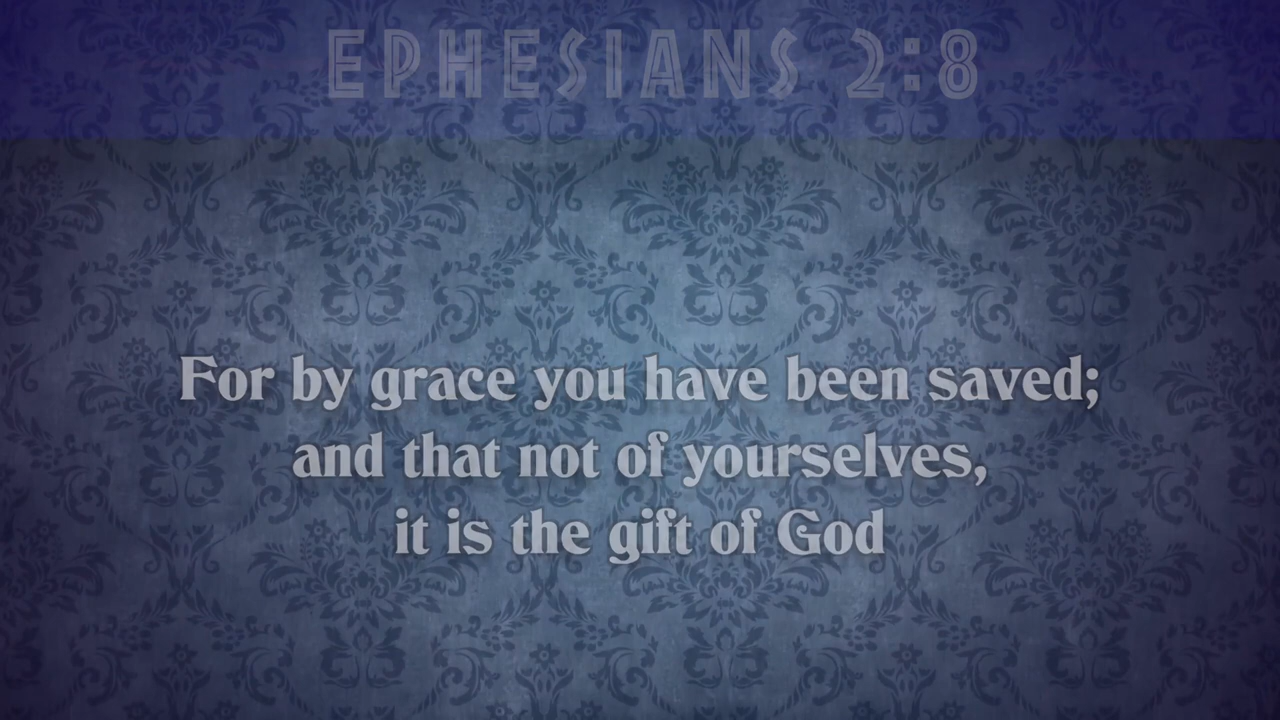 EPHESIANS 2:8
For by grace you have been saved;
and that not of yourselves,
it is the gift of God